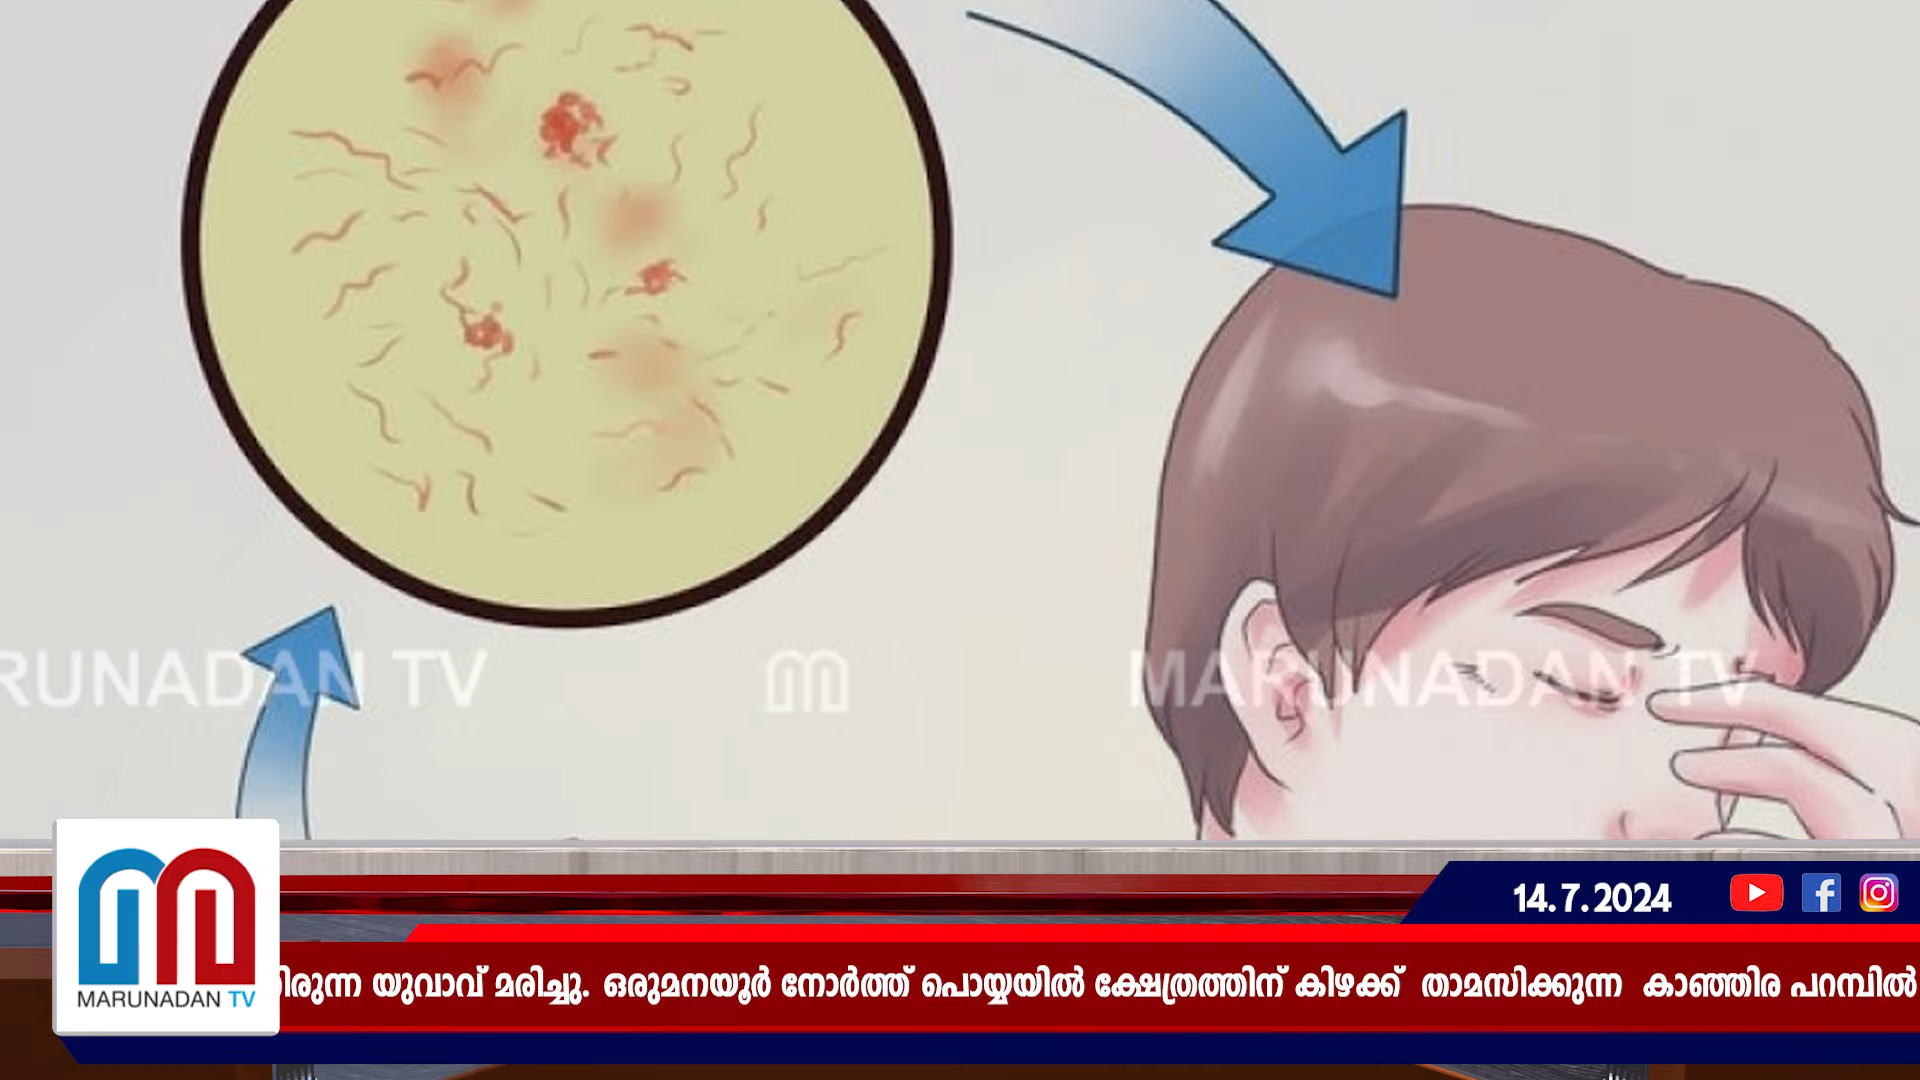 RUNADAN TV
MARUNADAN TV
14.7.2024
MARUNADAN TV
യുവാവ് മരിച്ചു. ഒരുമനയൂർ നോർത്ത് പൊയ്യയിൽ ക്ഷേത്രത്തിന് കിഴക്ക് താമസിക്കുന്ന കാഞ്ഞിര പറമ്പിൽ